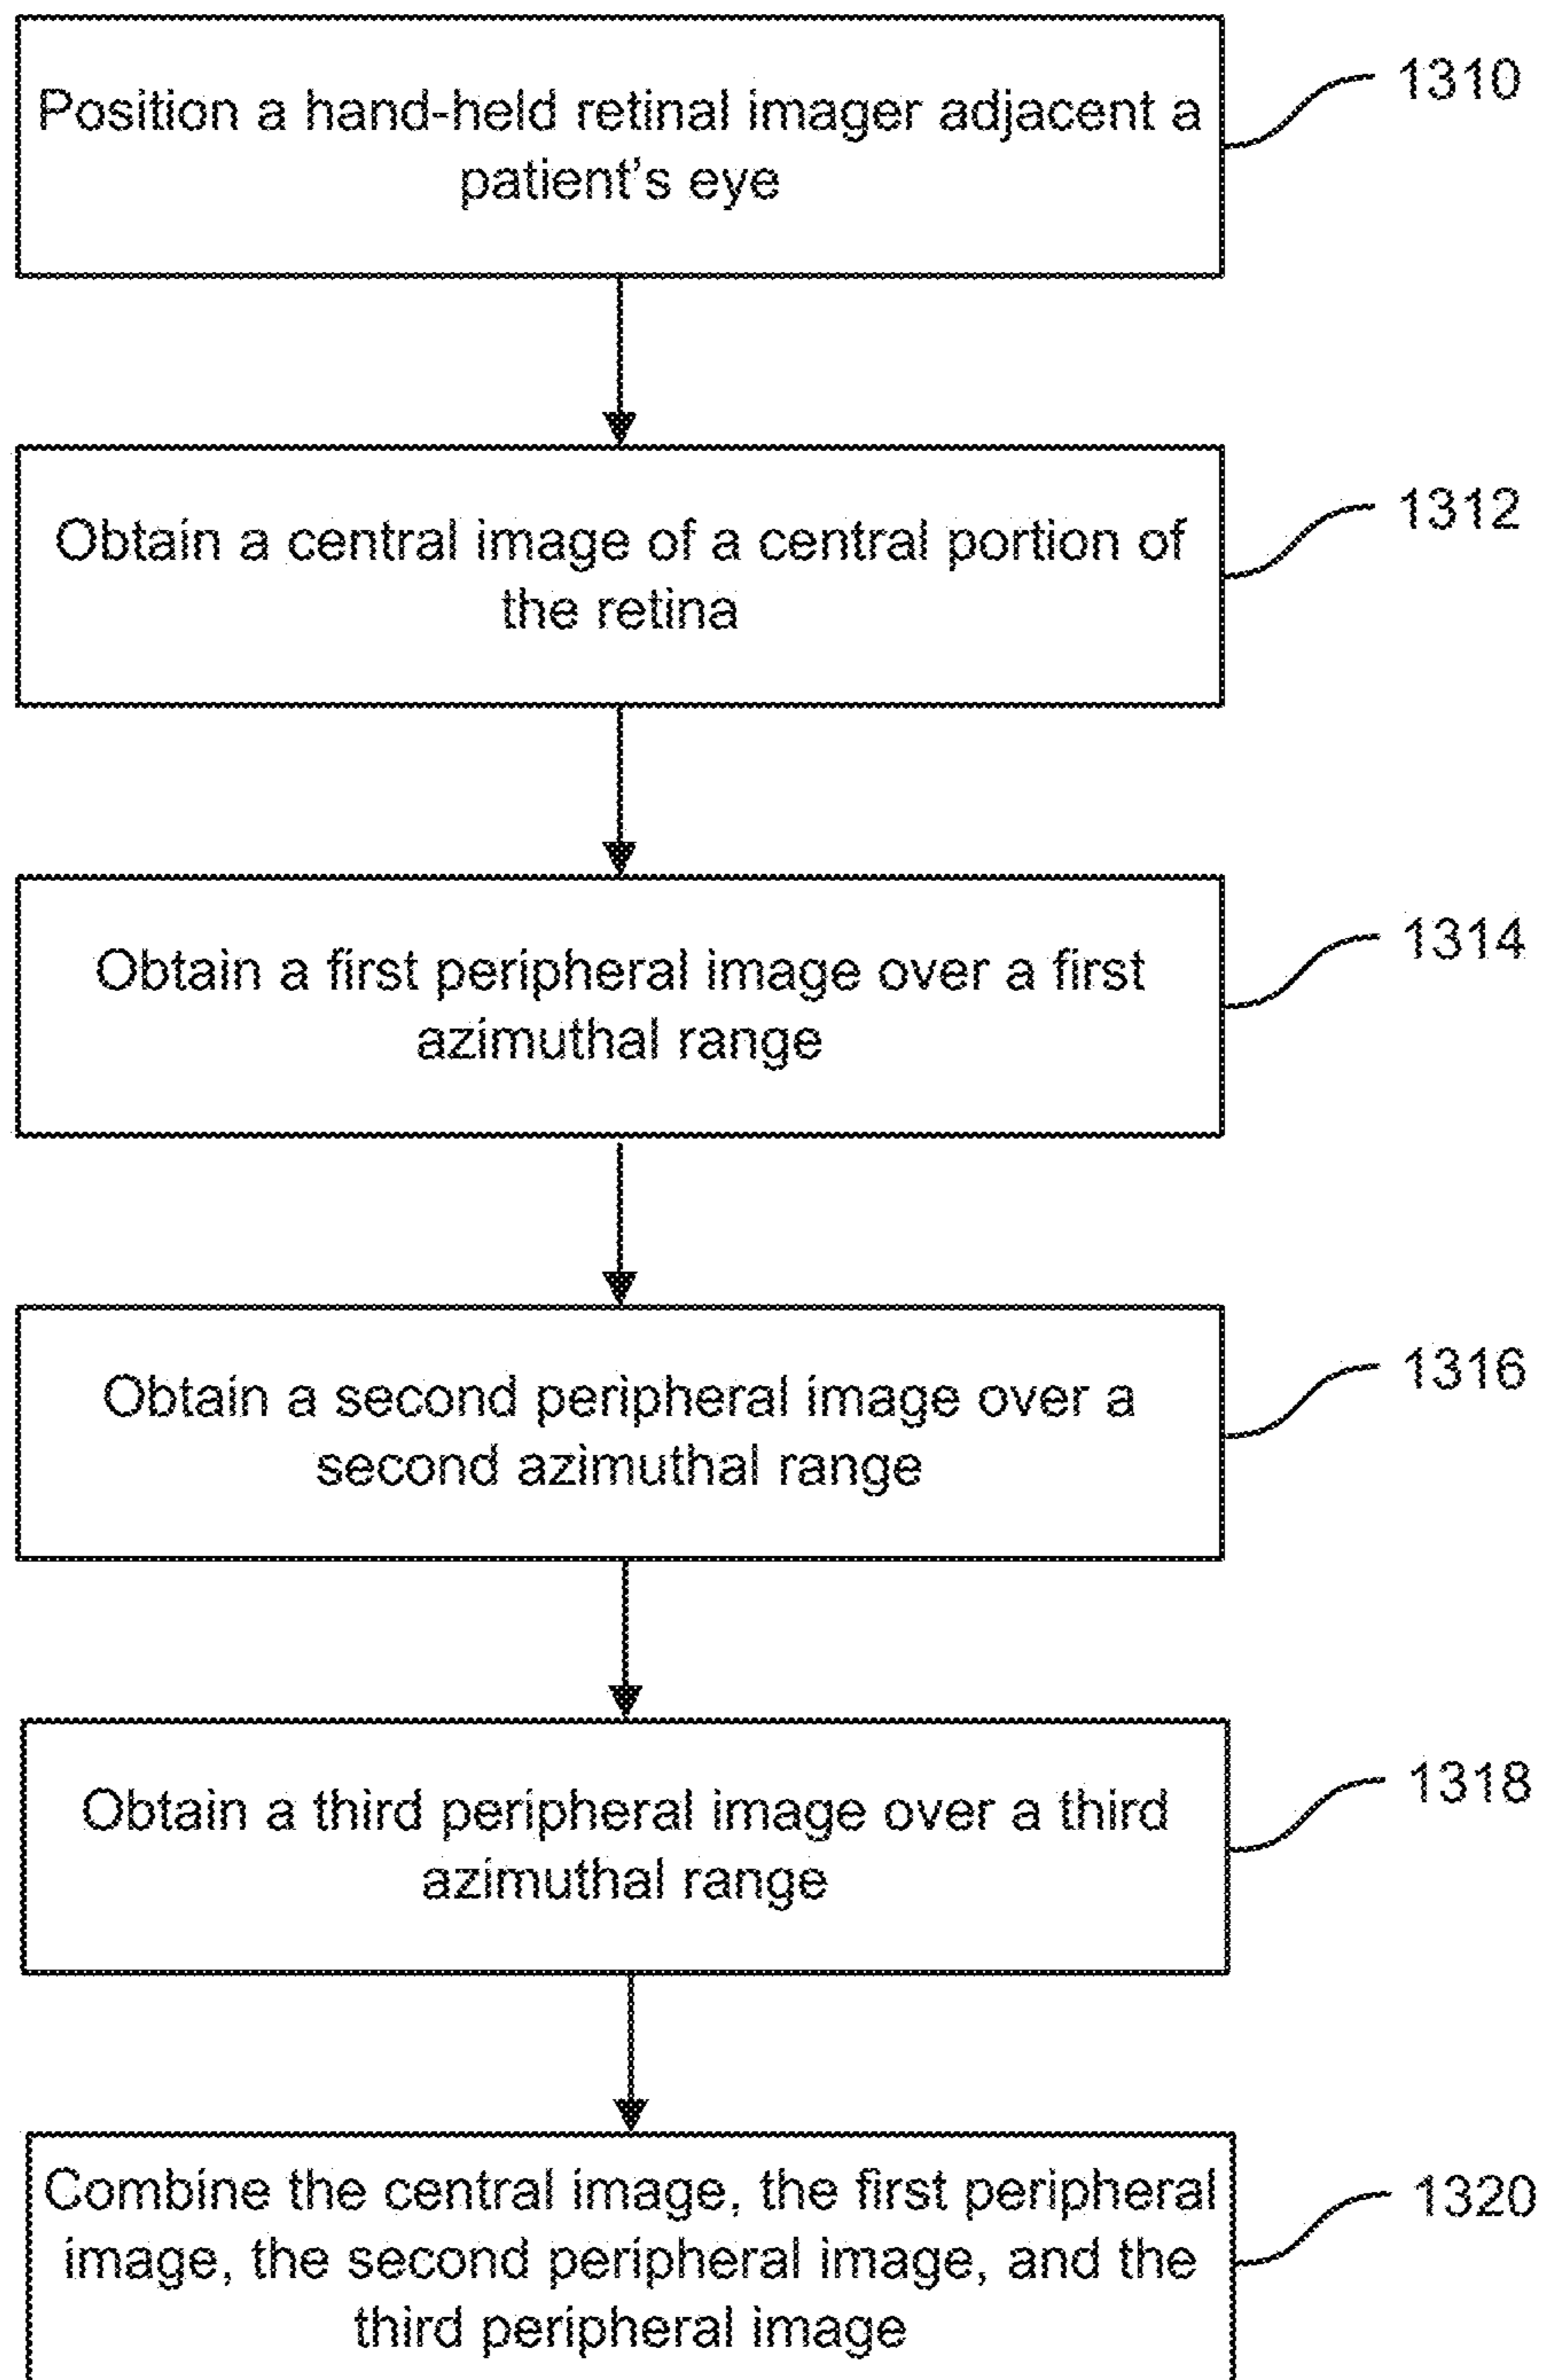 Position a hand-held retinal imager adjacent a
patient's eye
1310
Obtain a central image of a central portion of
the retina
1312
Obtain a first peripheral image over a first
azimuthal range
1314
Obtain a second peripheral image over a
second azimuthal range
1316
Obtain a third peripheral image over a third
azimuthal range
1318
Combine the central image, the first peripheral
image, the second peripheral image, and the
third peripheral image
1320